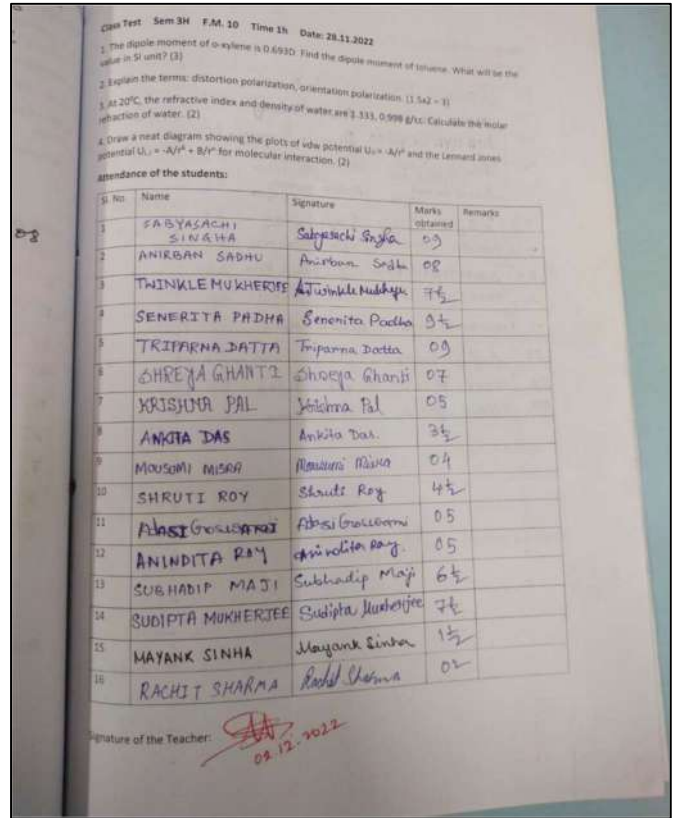 Class Test Sem 3H F.M. 10 Time 1h Date: 28.11.2022
1. The dipole moment of o-xylene is 0.693D. Find the dipole moment of toluene. What will be the
value in SI unit? (3)
2. Explain the terms: distortion polarization, orientation polarization. (1.5x2 = 3)
3. At 20°C, the refractive index and density of water are 1.333, 0.998 g/cc. Calculate the molar
refraction of water. (2)
4. Draw a neat diagram showing the plots of vdw potential = -A/r⁶ and the Lennard jones
potential = -A/r⁶ + for molecular interaction. (2)
Attendance of the students:
Sl. No. Name Signature Marks obtained Remarks
1 SABYASACHI SINGHA Sabyasachi Singha 09
2 ANIRBAN SADHU Anirban Sadhu 08
3 TWINKLE MUKHERJEE Twinkle Mukherjee 7½
4 SENERITA PADHA Senerita Padha 9½
5 TRIPARNA DATTA Triparna Datta 09
6 SHREYA GHANTI Shreya Ghanti 07
7 KRISHNA PAL Krishna Pal 05
8 ANKITA DAS Ankita Das. 3½
9 MOUSOMI MISRA Mousumi Misra 04
10 SHRUTI ROY Shruti Roy 4½
11 05
12 ANINDITA RAY Anindita Ray. 05
13 SUBHADIP MAJI Subhadip Maji 6½
14 SUDIPTA MUKHERJEE Sudipta Mukherjee 7½
15 MAYANK SINHA Mayank Sinha 1½
16 RACHIT SHARMA Rachit Sharma 02
Signature of the Teacher:
02.12.2022